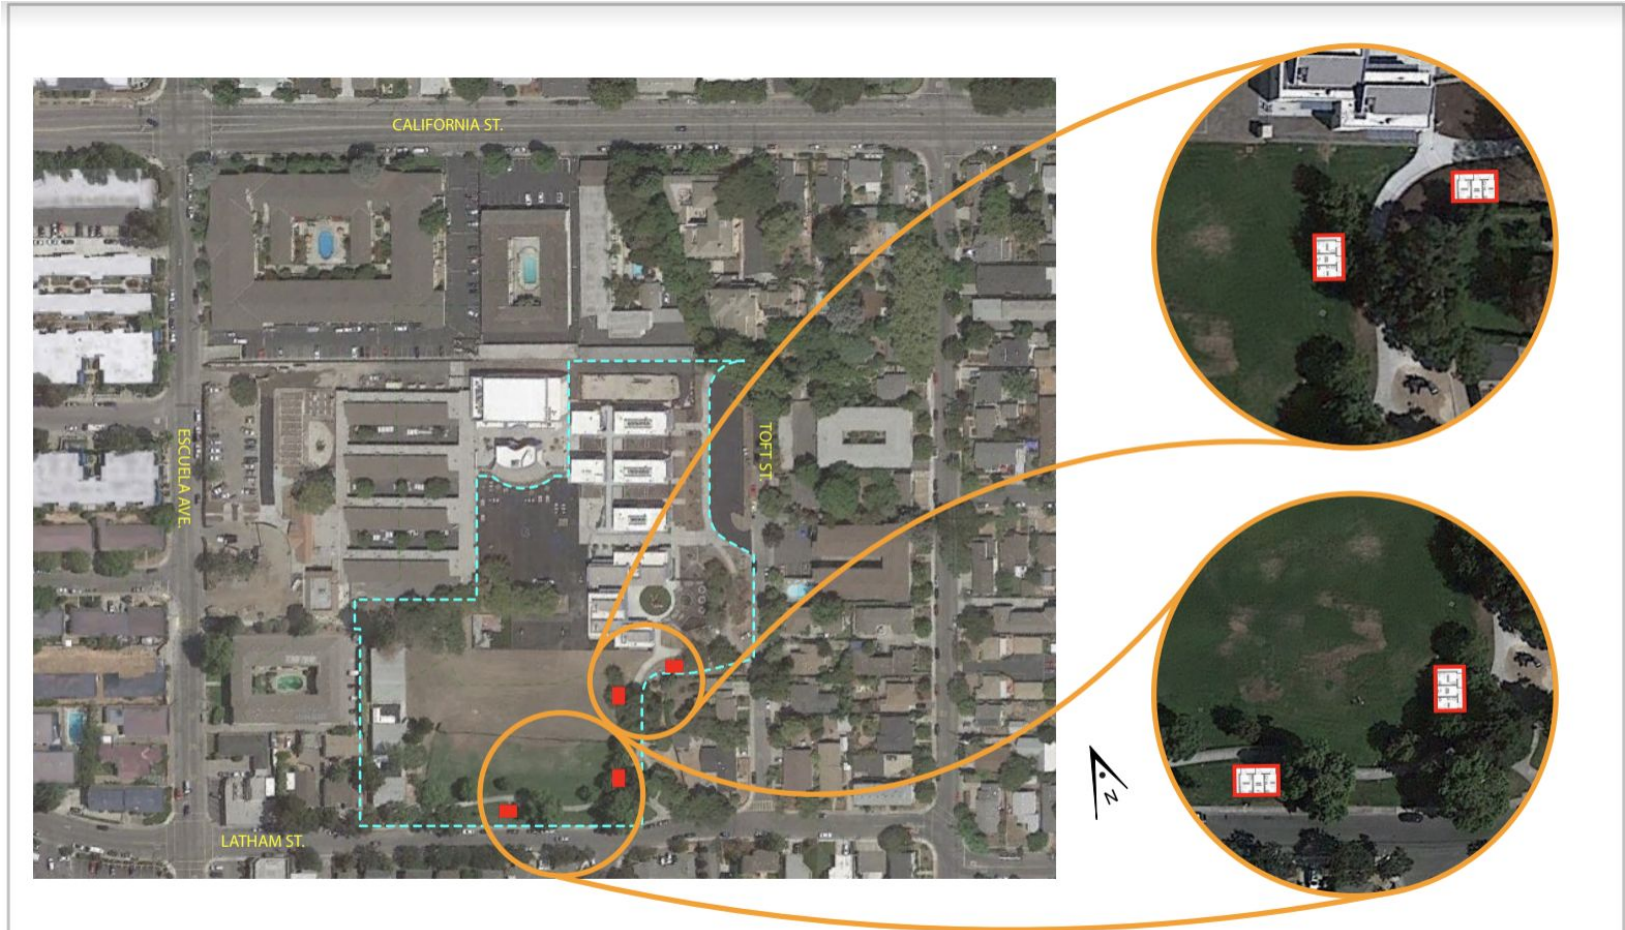 CALIFORNIA ST.
ESCUELA AVE.
TOFT ST.
LATHAM ST.
N